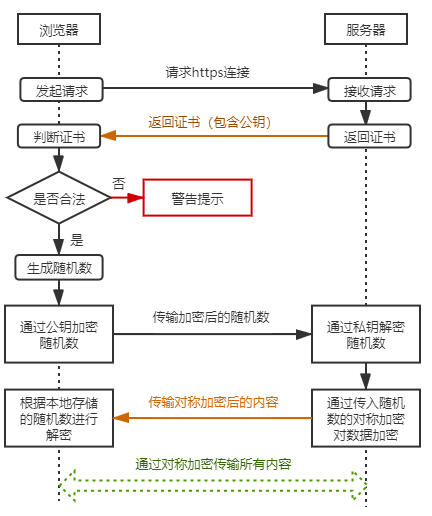 浏览器
服务器
请求https连接
发起请求
接收请求
返回证书（包含公钥）
判断证书
返回证书
否
是否合法
警告提示
是
生成随机数
传输加密后的随机数
通过公钥加密
随机数
通过私钥解密
随机数
传输对称加密后的内容
根据本地存储
的随机数进行
解密
通过传入随机
数的对称加密
对数据加密
通过对称加密传输所有内容